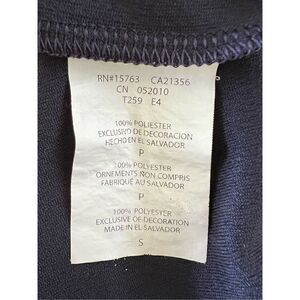 RN#15763 CA21356
CN 052010
T259 E4
100% POLIESTER
EXCLUSIVO DE DECORACION
HECHO EN EL SALVADOR
P
100% POLYESTER
ORNEMENTS NON COMPRIS
FABRIQUÉ AU SALVADOR
P
100% POLYESTER
EXCLUSIVE OF DECORATION
MADE IN EL SALVADOR
S